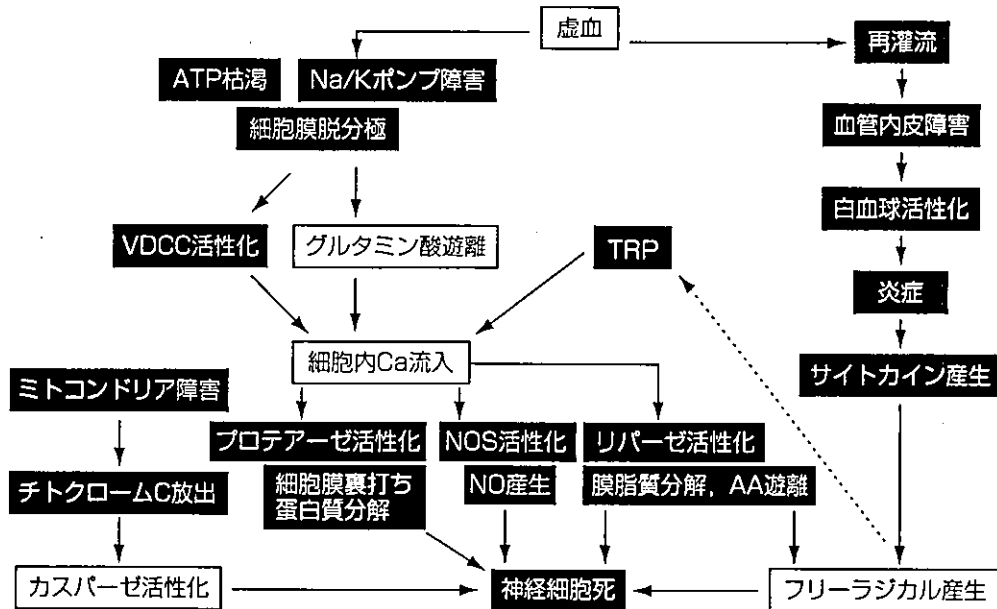 虚血
再灌流
ATP枯渇
Na/Kポンプ障害
細胞膜脱分極
血管内皮障害
白血球活性化
VDCC活性化
グルタミン酸遊離
TRP
炎症
細胞内Ca流入
ミトコンドリア障害
サイトカイン産生
プロテアーゼ活性化
NOS活性化
リパーゼ活性化
細胞膜裏打ち
蛋白質分解
NO産生
膜脂質分解，AA遊離
チトクロームC放出
カスパーゼ活性化
神経細胞死
フリーラジカル産生